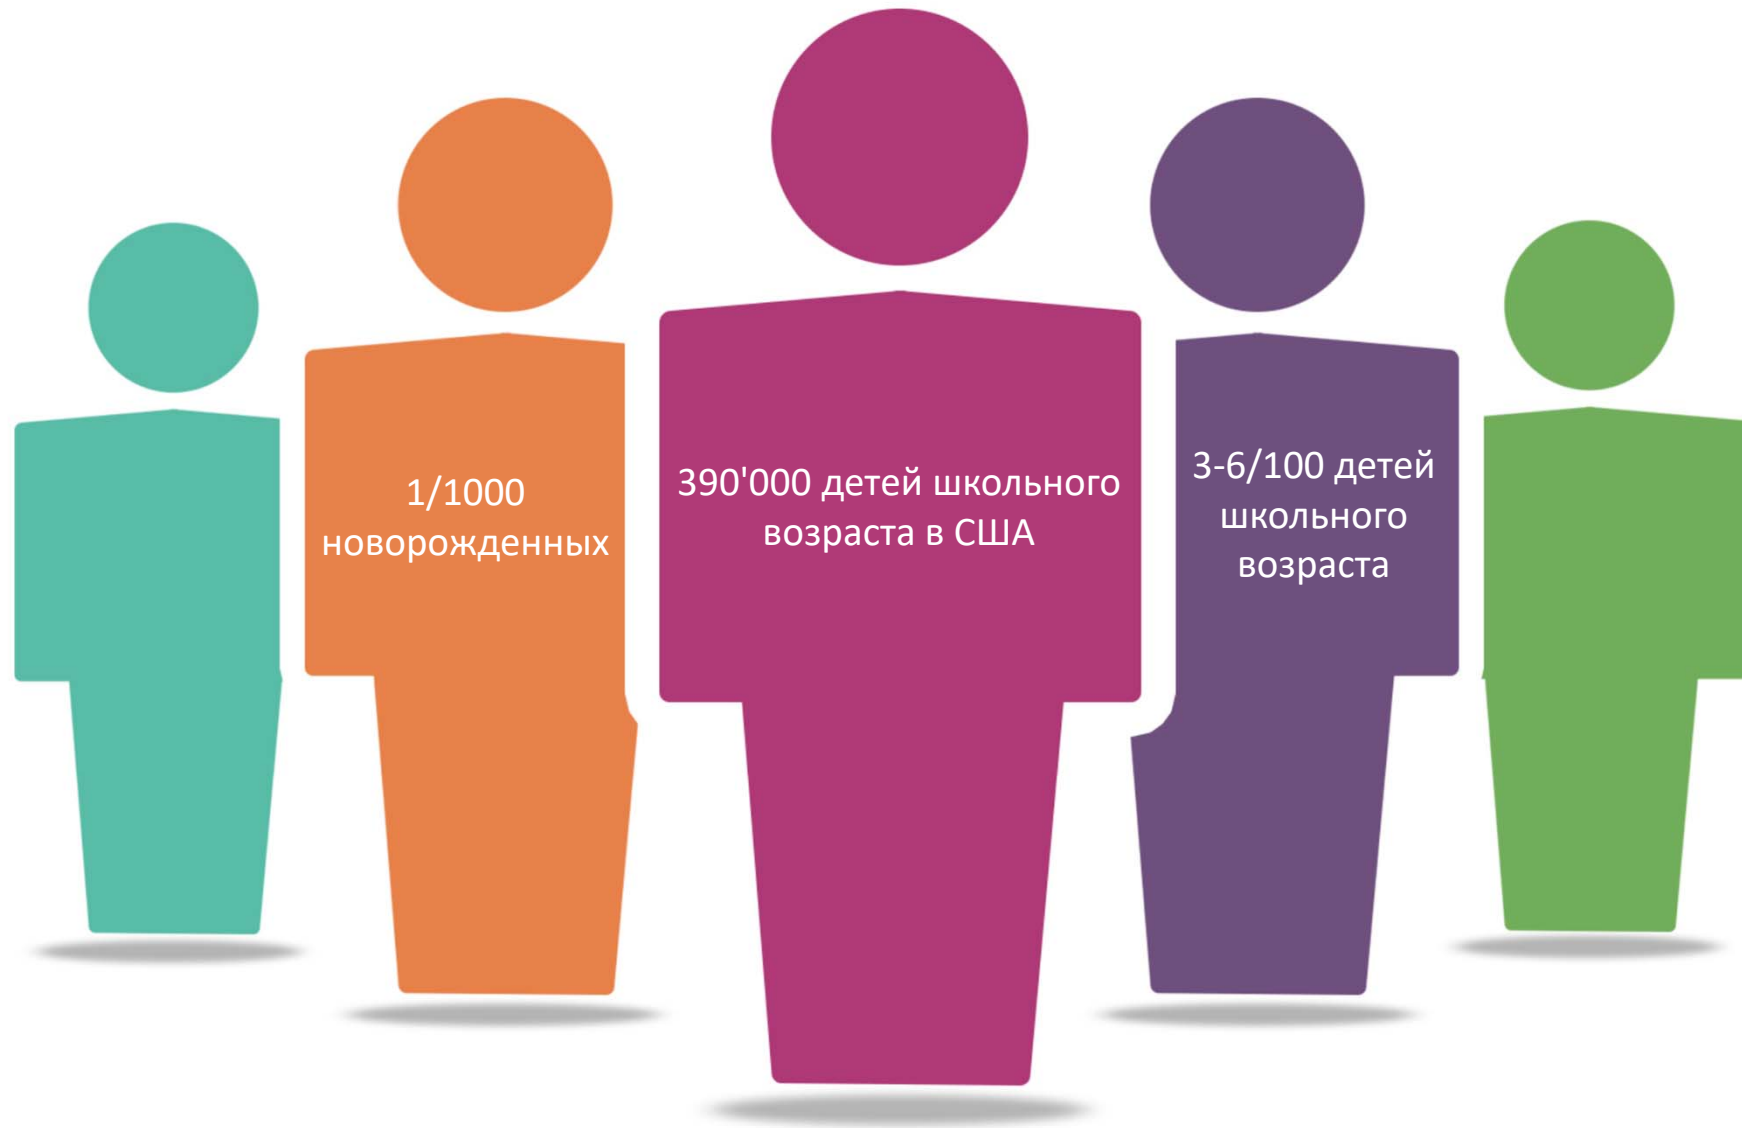 1/1000
новорожденных
390'000 детей школьного
возраста в США
3-6/100 детей
школьного
возраста